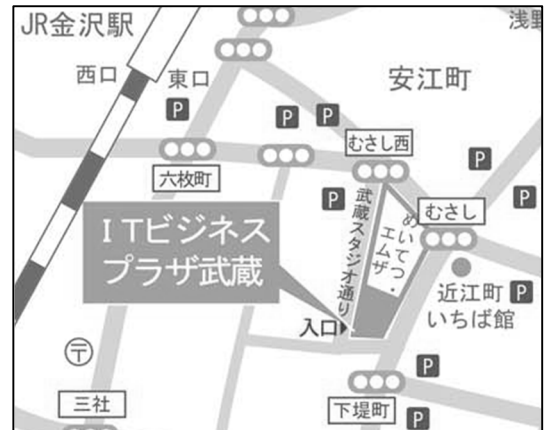 JR金沢駅
浅野
西口
東口
安江町
P
P
P
むさし西
P
六枚町
P
武蔵スタジオ通り
めいてつ・
エムザ
むさし
P
ITビジネス
プラザ武蔵
近江町
いちば館
P
入口
〒
P
三社
下堤町
P